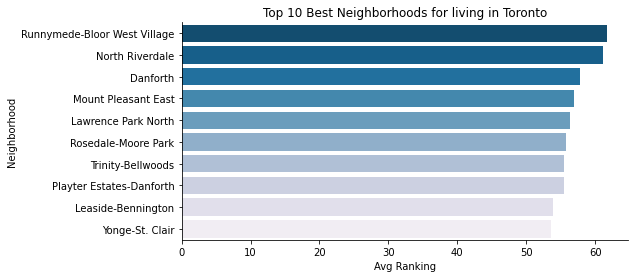 Top 10 Best Neighborhoods for living in Toronto
Neighborhood
Runnymede-Bloor West Village
North Riverdale
Danforth
Mount Pleasant East
Lawrence Park North
Rosedale-Moore Park
Trinity-Bellwoods
Playter Estates-Danforth
Leaside-Bennington
Yonge-St. Clair
0 10 20 30 40 50 60
Avg Ranking